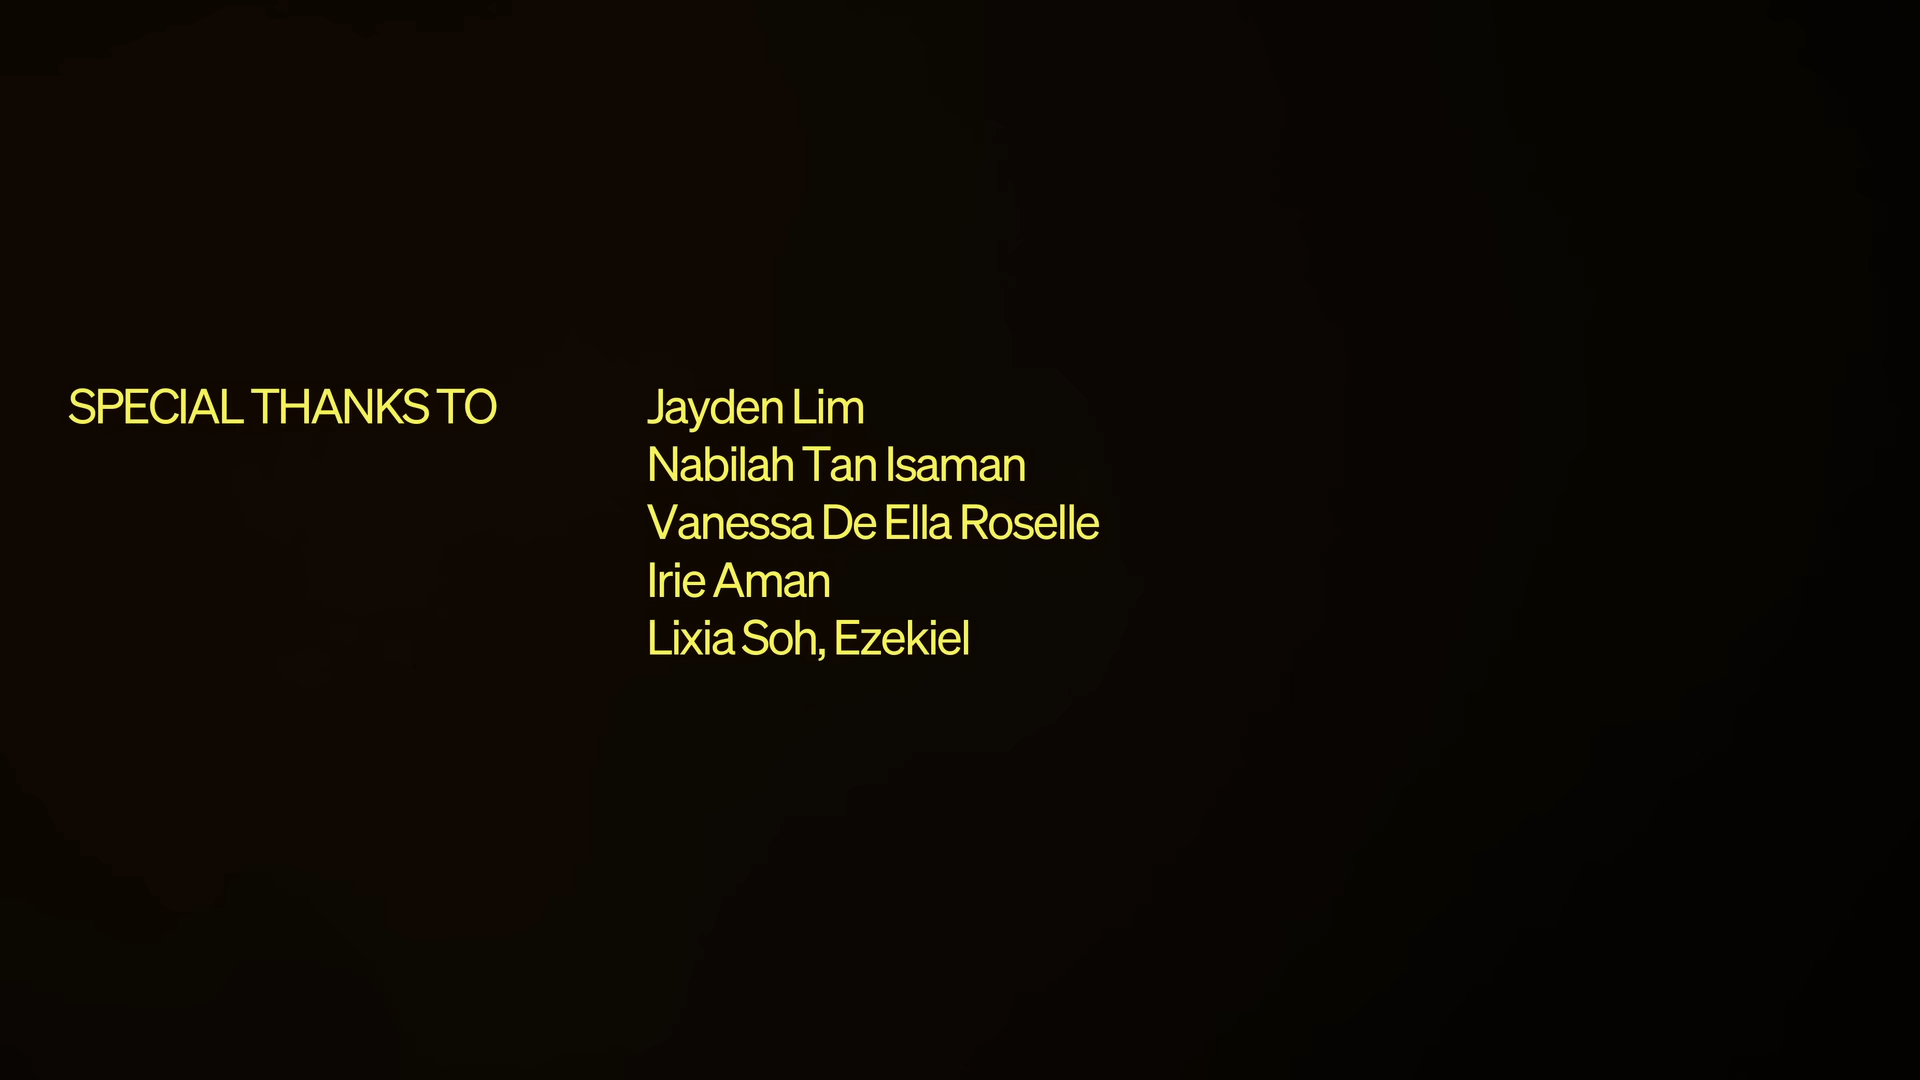 SPECIAL THANKS TO
Jayden Lim
Nabilah Tan Isaman
Vanessa De Ella Roselle
Irie Aman
Lixia Soh, Ezekiel